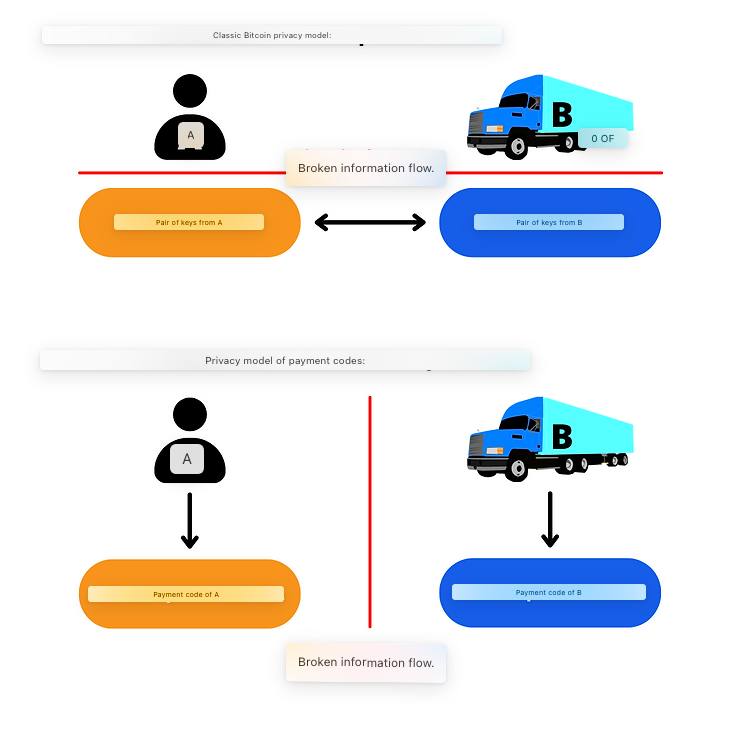 Classic Bitcoin privacy model:
A
B
0 OF
Broken information flow.
Pair of keys from A
Pair of keys from B
Privacy model of payment codes:
A
B
Payment code of A
Payment code of B
Broken information flow.